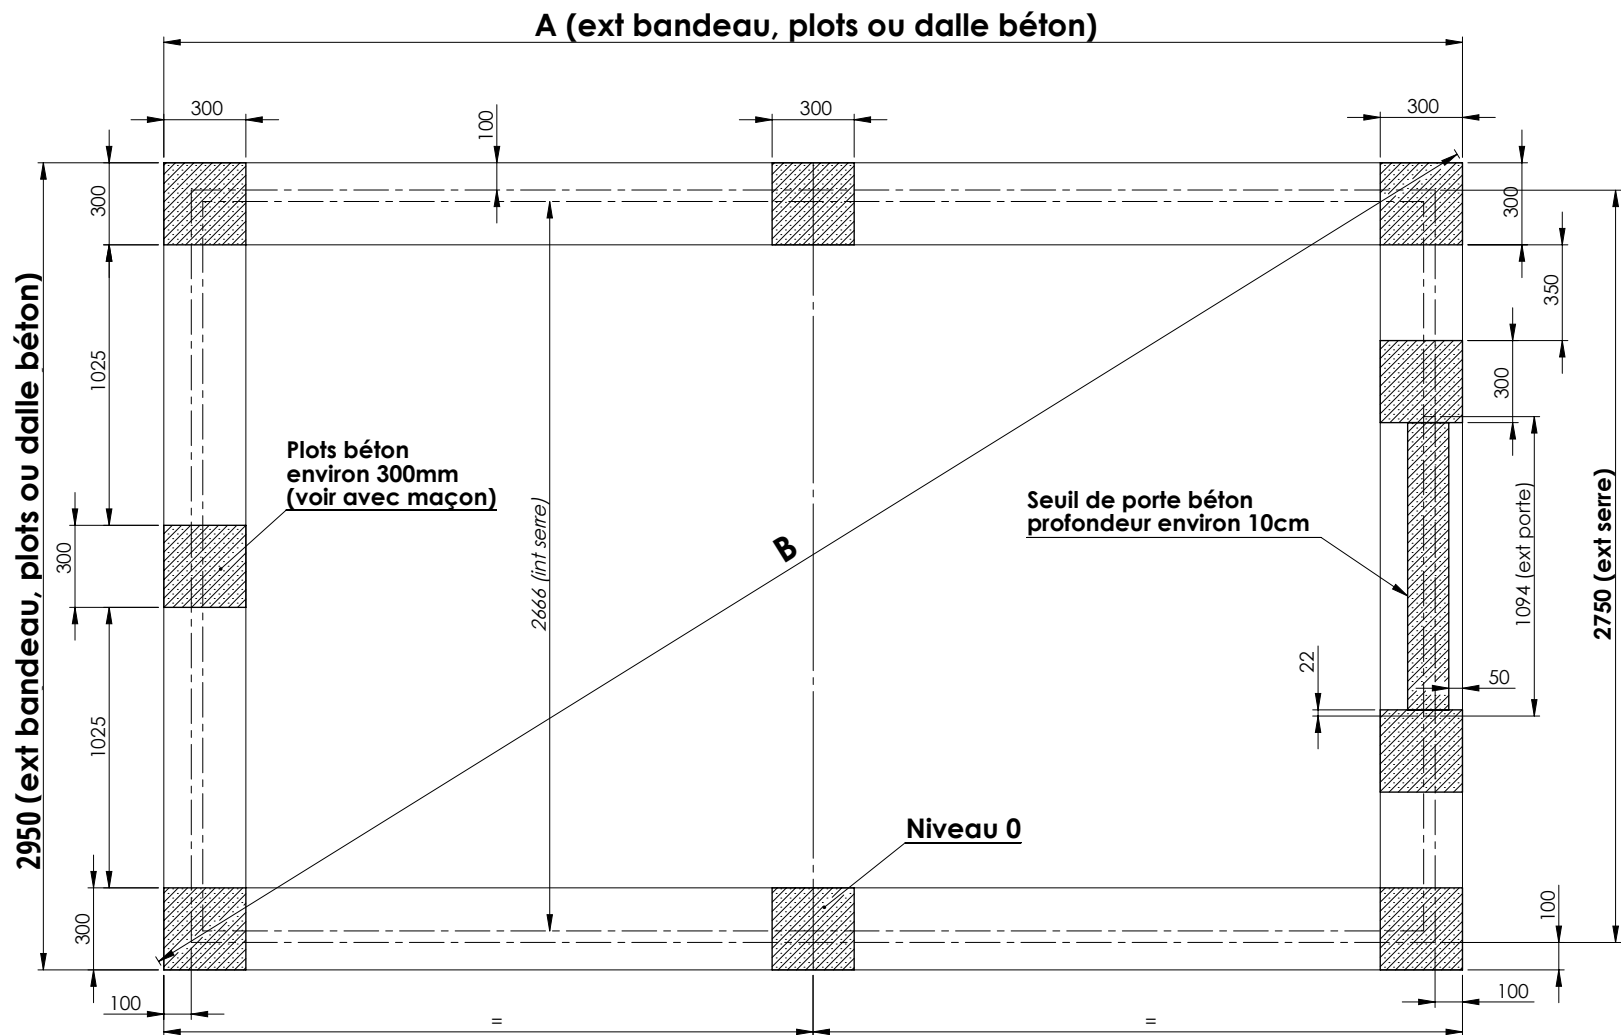 A (ext bandeau, plots ou dalle béton)
300
300
300
100
300
300
350
1025
300
2950 (ext bandeau, plots ou dalle béton)
Plots béton
environ 300mm
(voir avec maçon)
2666 (int serre)
B
Seuil de porte béton
profondeur environ 10cm
1094 (ext porte)
2750 (ext serre)
300
22
50
1025
Niveau 0
300
100
100
100
=
=